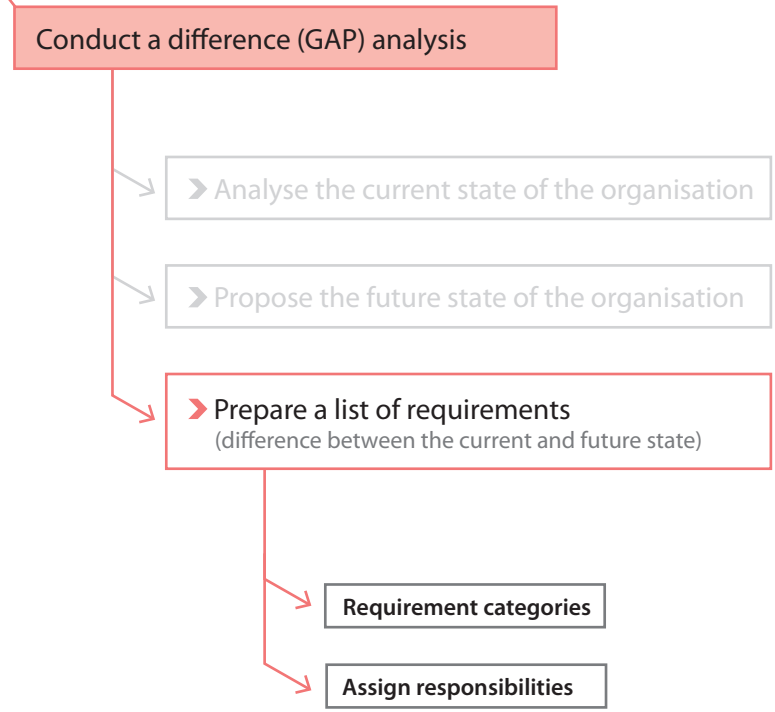 Conduct a difference (GAP) analysis
Analyse the current state of the organisation
Propose the future state of the organisation
Prepare a list of requirements
(difference between the current and future state)
Requirement categories
Assign responsibilities